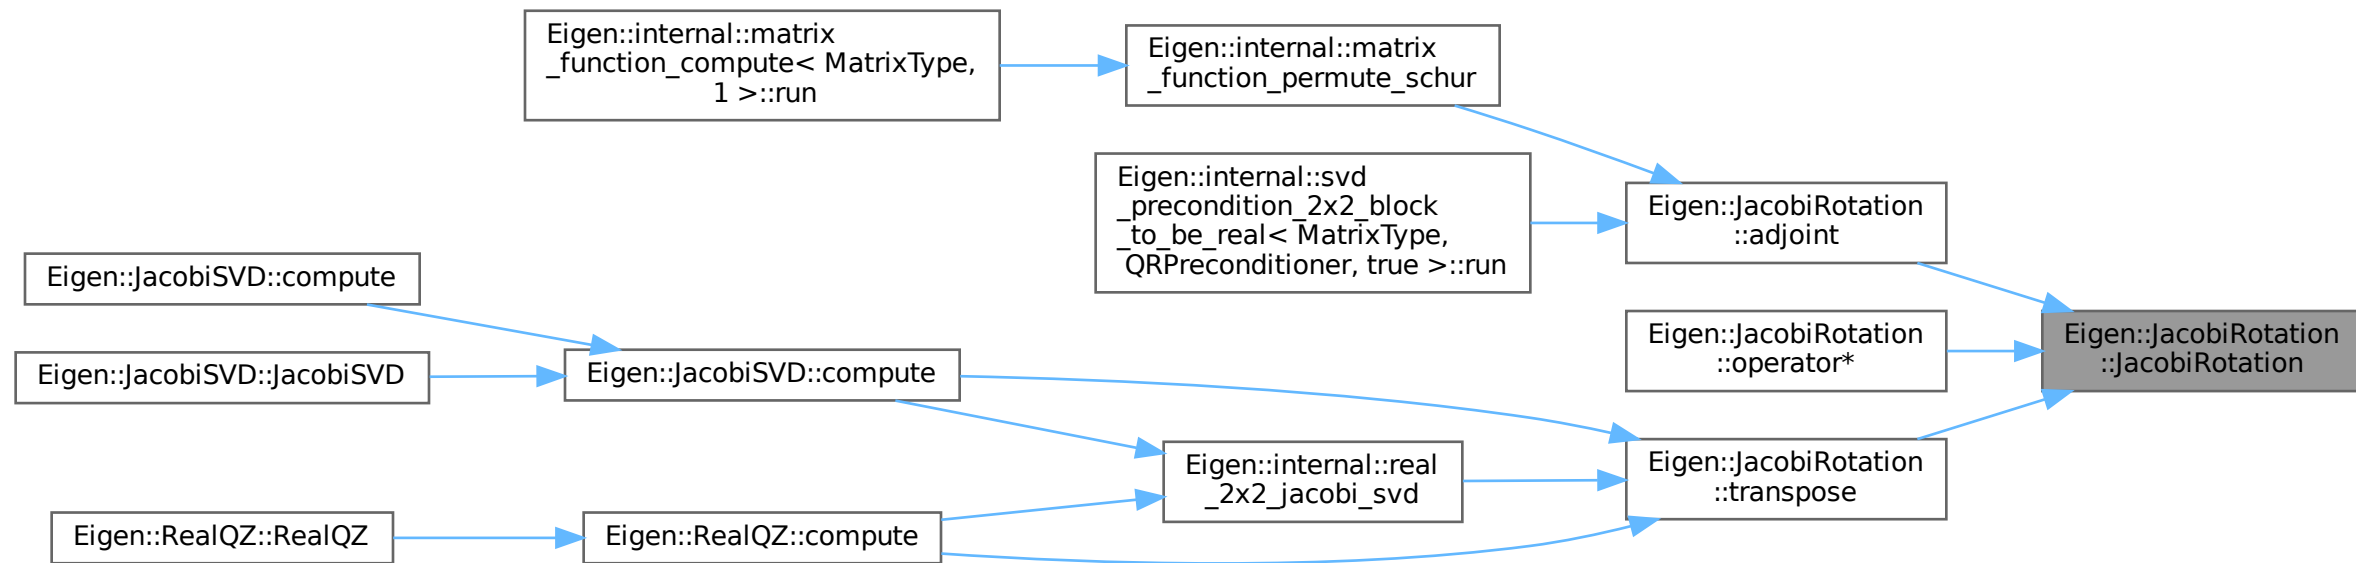 Eigen::internal::matrix
_function_compute< MatrixType,
1 >::run
Eigen::internal::matrix
_function_permute_schur
Eigen::internal::svd
_precondition_2x2_block
_to_be_real< MatrixType,
QRPreconditioner, true >::run
Eigen::JacobiRotation
::adjoint
Eigen::JacobiSVD::compute
Eigen::JacobiRotation
::operator*
Eigen::JacobiRotation
::JacobiRotation
Eigen::JacobiSVD::JacobiSVD
Eigen::JacobiSVD::compute
Eigen::internal::real
_2x2_jacobi_svd
Eigen::JacobiRotation
::transpose
Eigen::RealQZ::RealQZ
Eigen::RealQZ::compute